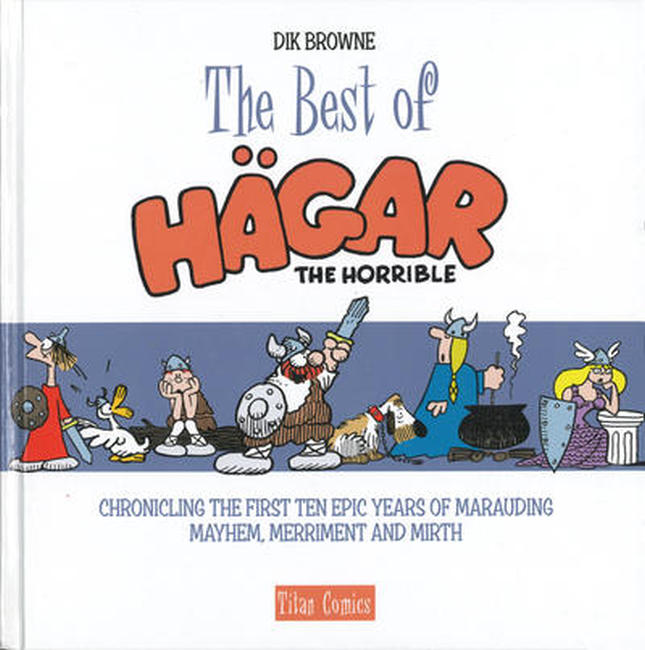 DIK BROWNE
The Best of
HÄGAR
THE HORRIBLE
CHRONICLING THE FIRST TEN EPIC YEARS OF MARAUDING
MAYHEM, MERRIMENT AND MIRTH
Titan Comics